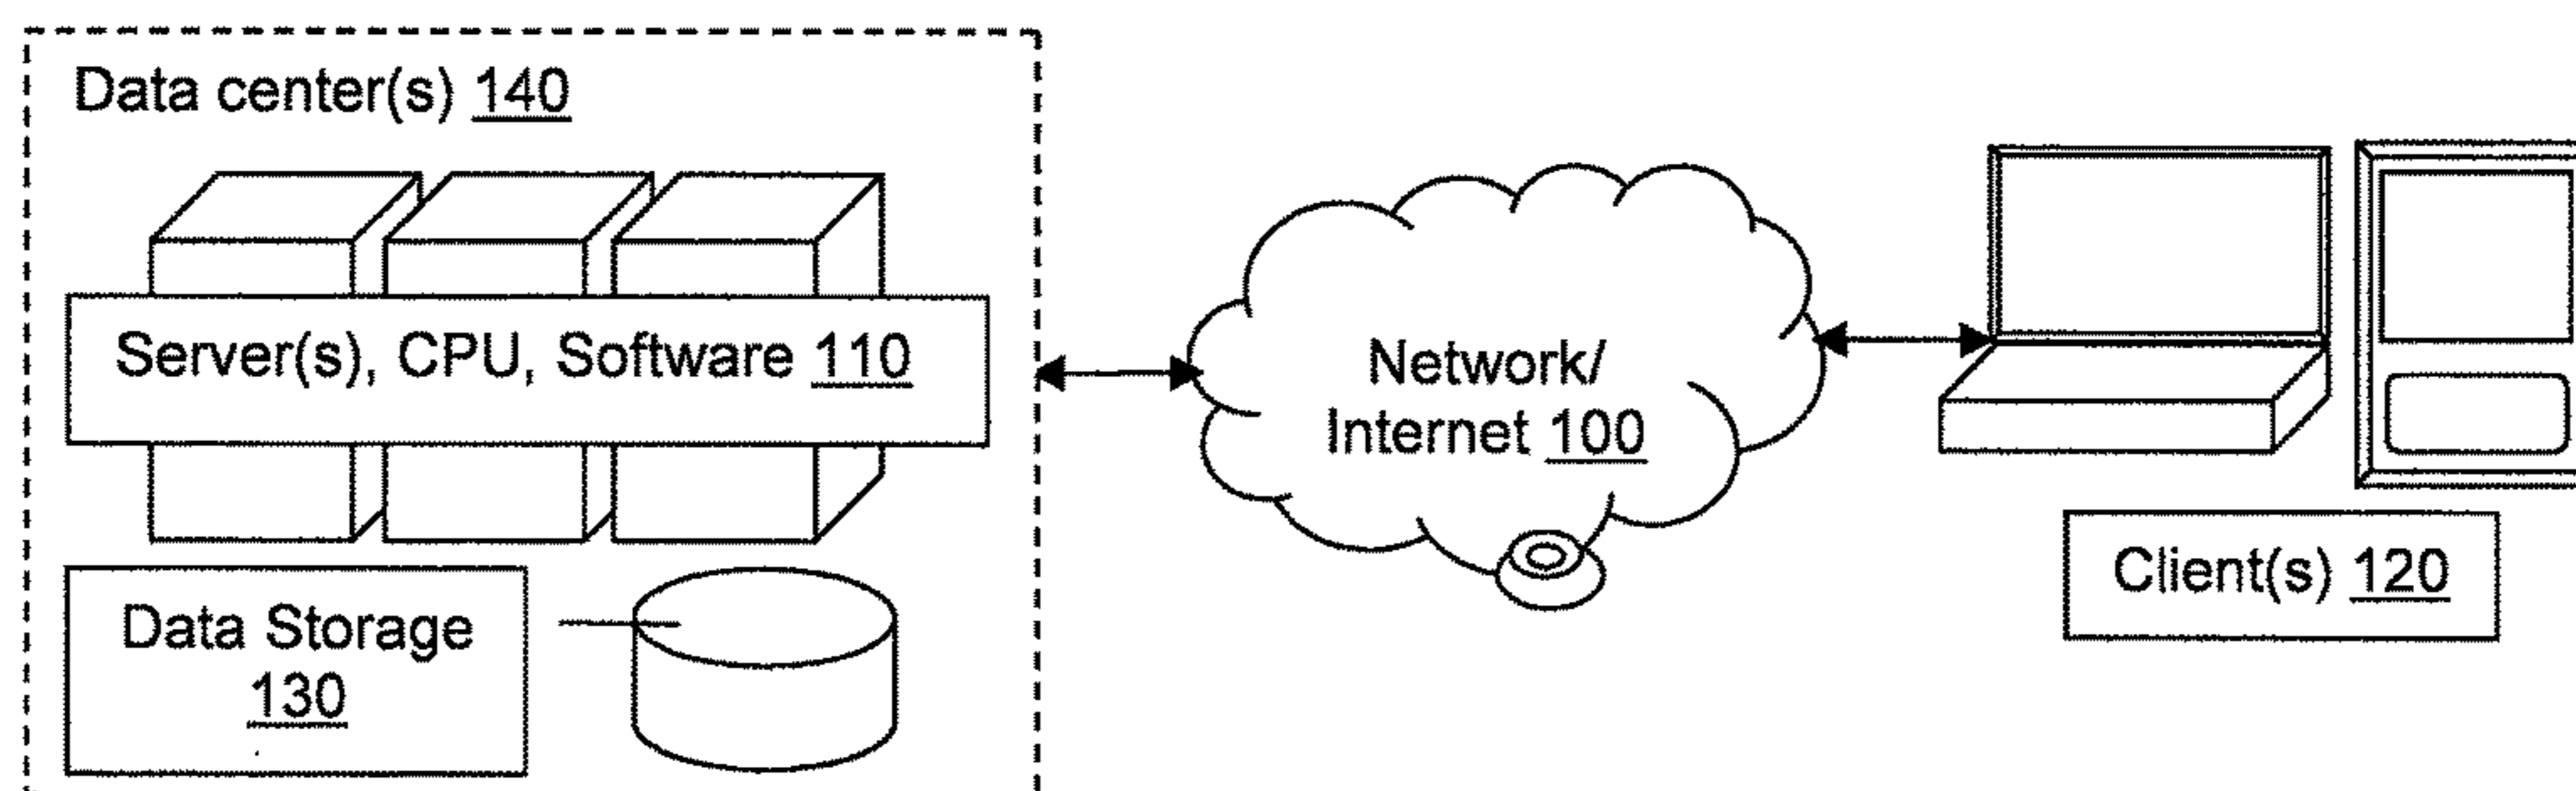 Data center(s) 140
Server(s), CPU, Software 110
Data Storage
130
Network/
Internet 100
Client(s) 120